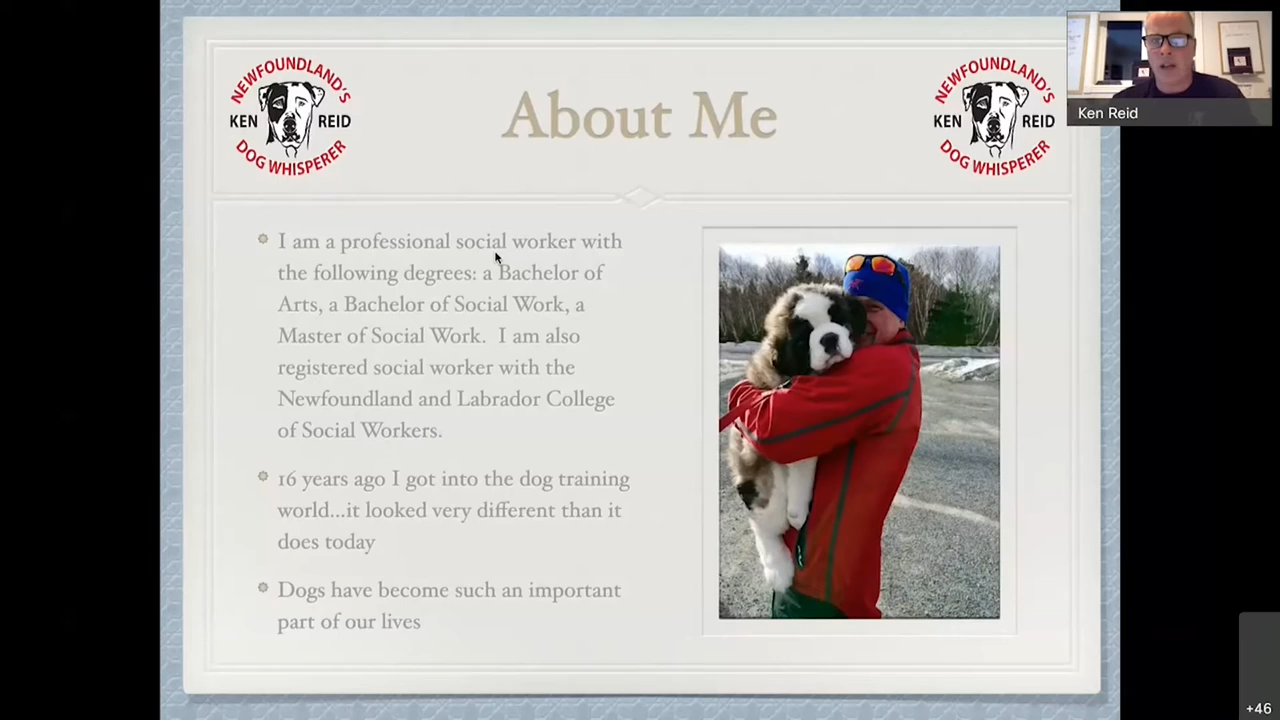 NEWFOUNDLAND'S
KEN REID
DOG WHISPERER
About Me
NEWFOUNDLAND'S
KEN REID
DOG WHISPERER
Ken Reid
I am a professional social worker with
the following degrees: a Bachelor of
Arts, a Bachelor of Social Work, a
Master of Social Work.  I am also
registered social worker with the
Newfoundland and Labrador College
of Social Workers.
16 years ago I got into the dog training
world...it looked very different than it
does today
Dogs have become such an important
part of our lives
+46